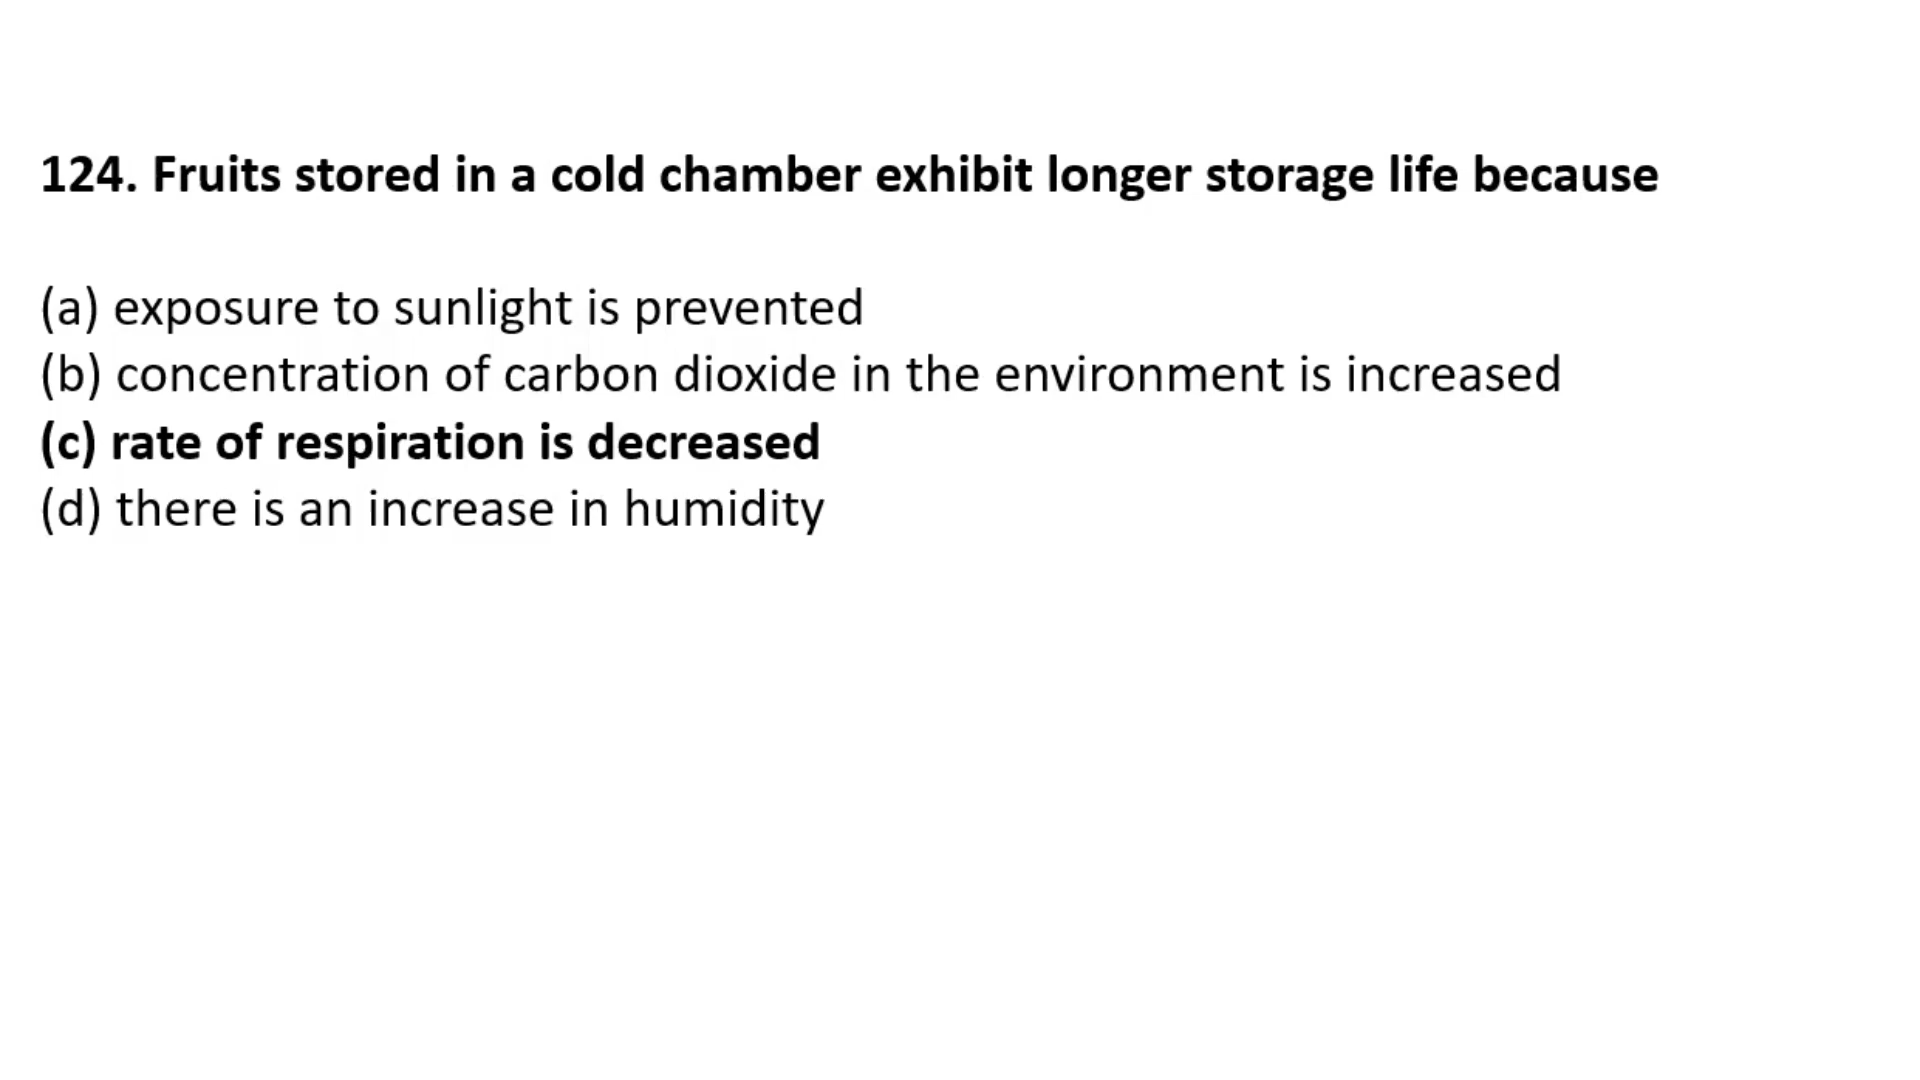 124. Fruits stored in a cold chamber exhibit longer storage life because
(a) exposure to sunlight is prevented
(b) concentration of carbon dioxide in the environment is increased
(c) rate of respiration is decreased
(d) there is an increase in humidity